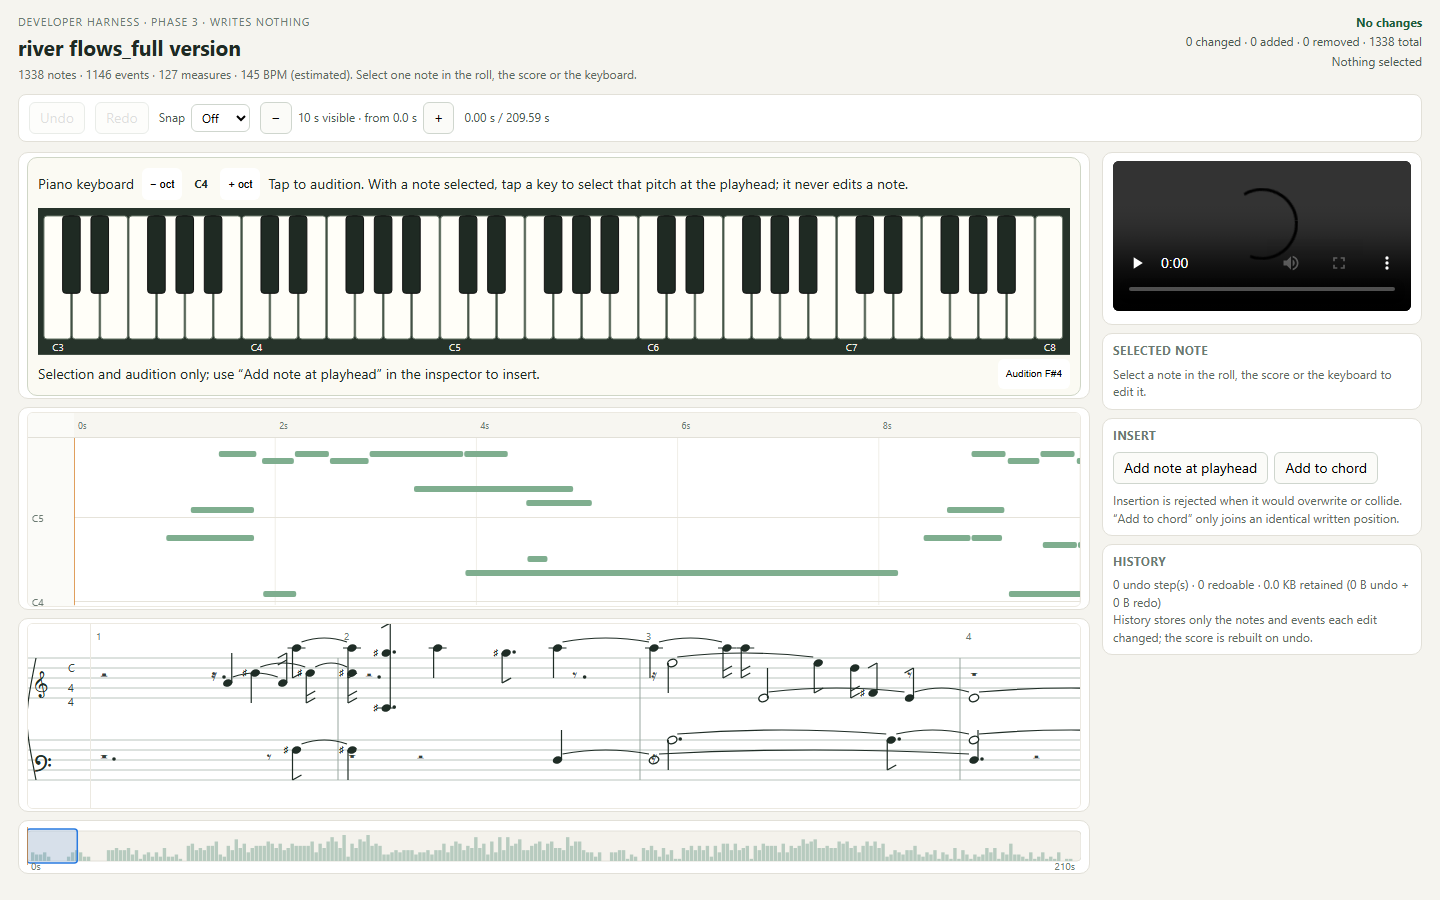 DEVELOPER HARNESS · PHASE 3 · WRITES NOTHING
river flows_full version
1338 notes · 1146 events · 127 measures · 145 BPM (estimated). Select one note in the roll, the score or the keyboard.
No changes
0 changed · 0 added · 0 removed · 1338 total
Nothing selected
Undo Redo Snap Off − 10 s visible · from 0.0 s + 0.00 s / 209.59 s
Piano keyboard − oct C4 + oct Tap to audition. With a note selected, tap a key to select that pitch at the playhead; it never edits a note.
C3 C4 C5 C6 C7 C8
Selection and audition only; use “Add note at playhead” in the inspector to insert.
Audition F#4
0s 2s 4s 6s 8s
C5
C4
1 2 3 4
C
4
4
0s 210s
0:00
SELECTED NOTE
Select a note in the roll, the score or the keyboard to
edit it.
INSERT
Add note at playhead Add to chord
Insertion is rejected when it would overwrite or collide.
“Add to chord” only joins an identical written position.
HISTORY
0 undo step(s) · 0 redoable · 0.0 KB retained (0 B undo +
0 B redo)
History stores only the notes and events each edit
changed; the score is rebuilt on undo.